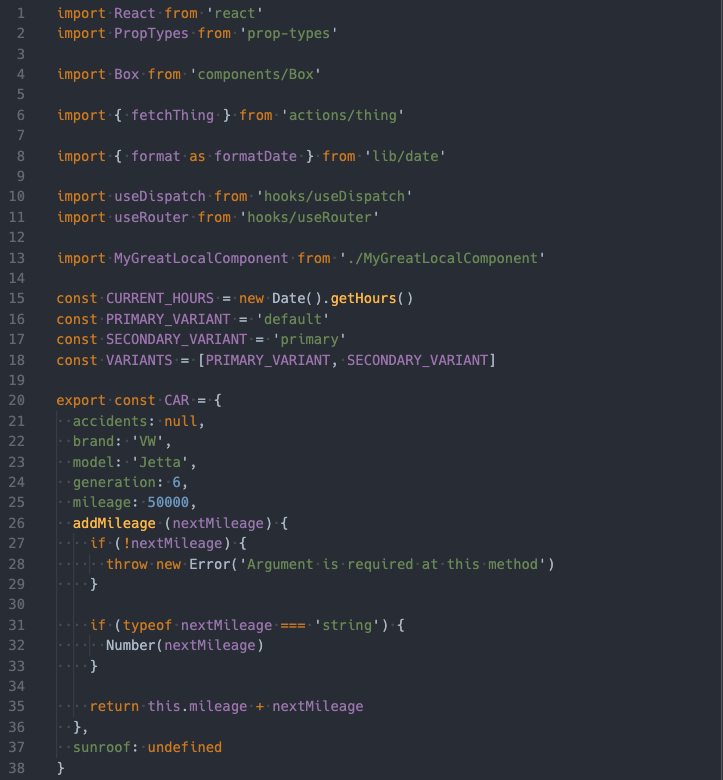 1 import React from 'react'
2 import PropTypes from 'prop-types'
3
4 import Box from 'components/Box'
5
6 import { fetchThing } from 'actions/thing'
7
8 import { format as formatDate } from 'lib/date'
9
10 import useDispatch from 'hooks/useDispatch'
11 import useRouter from 'hooks/useRouter'
12
13 import MyGreatLocalComponent from './MyGreatLocalComponent'
14
15 const CURRENT_HOURS = new Date().getHours()
16 const PRIMARY_VARIANT = 'default'
17 const SECONDARY_VARIANT = 'primary'
18 const VARIANTS = [PRIMARY_VARIANT, SECONDARY_VARIANT]
19
20 export const CAR = {
21   accidents: null,
22   brand: 'VW',
23   model: 'Jetta',
24   generation: 6,
25   mileage: 50000,
26   addMileage (nextMileage) {
27     if (!nextMileage) {
28       throw new Error('Argument is required at this method')
29     }
30
31     if (typeof nextMileage === 'string') {
32       Number(nextMileage)
33     }
34
35     return this.mileage + nextMileage
36   },
37   sunroof: undefined
38 }